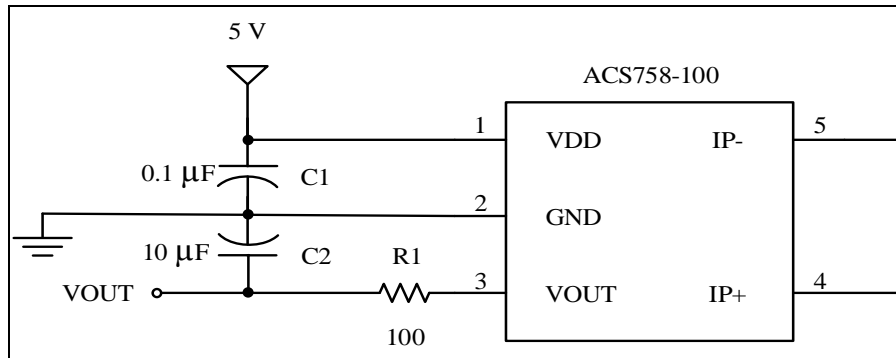 5 V
ACS758-100
1 VDD IP- 5
0.1 μF C1
2 GND
10 μF C2 R1
VOUT 3 VOUT IP+ 4
100